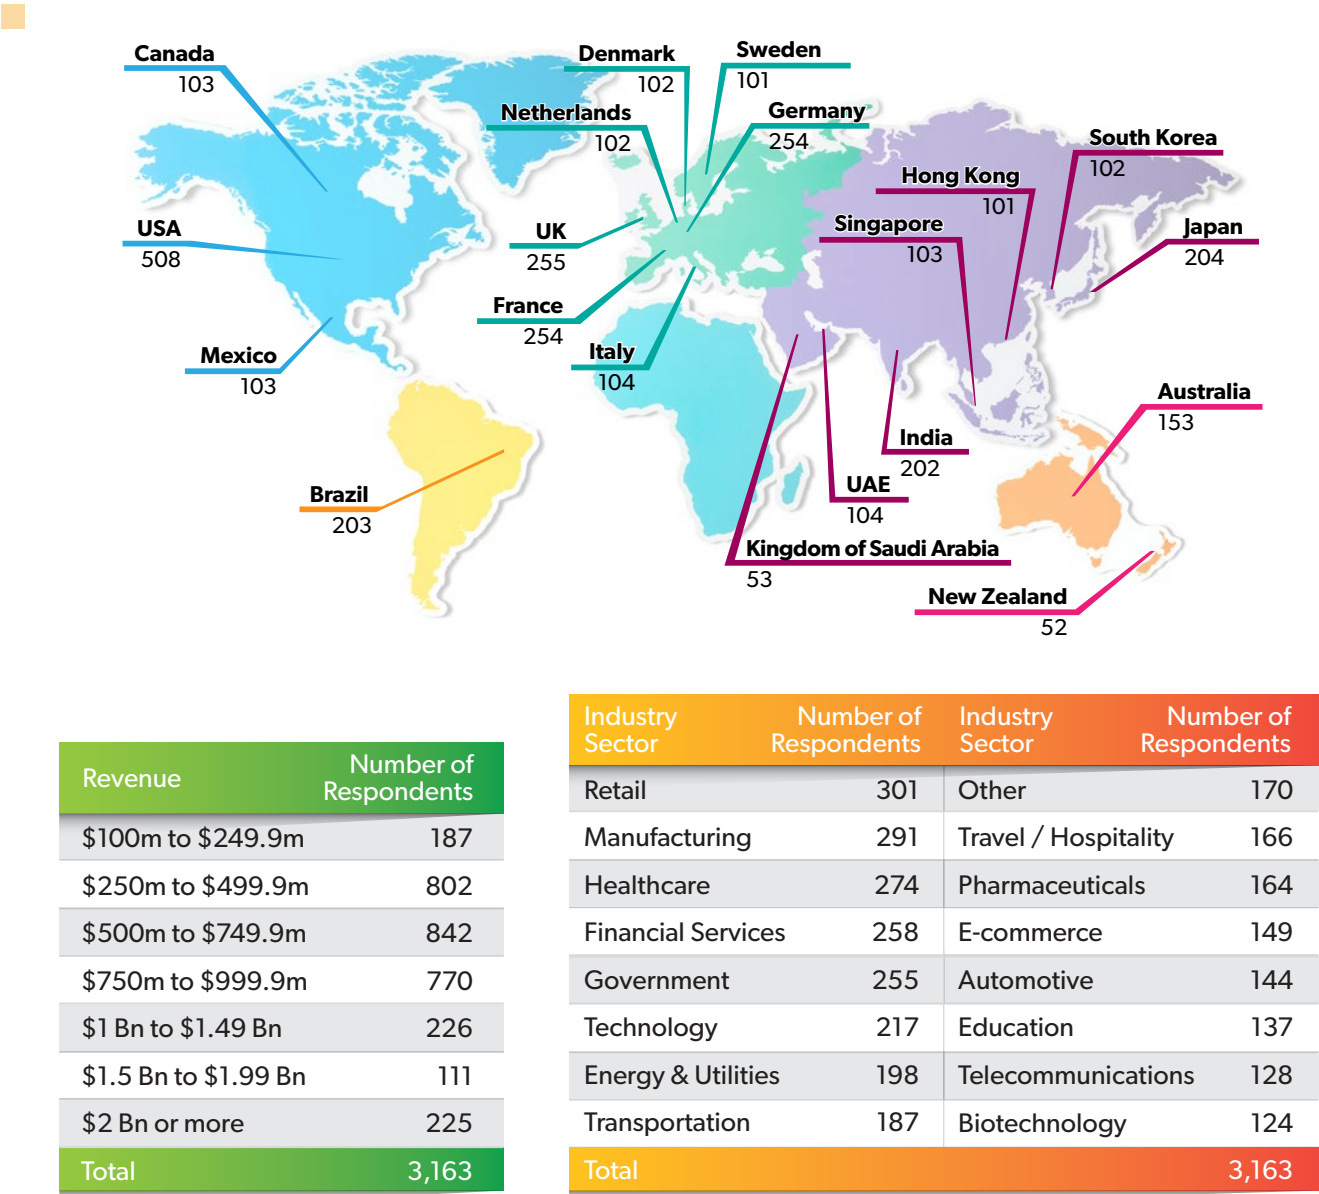 Canada
103
Denmark
102
Sweden
101
Netherlands
102
Germany
254
South Korea
102
Hong Kong
101
USA
508
UK
255
Singapore
103
Japan
204
France
254
Mexico
103
Italy
104
Australia
153
India
202
Brazil
203
UAE
104
Kingdom of Saudi Arabia
53
New Zealand
52
Revenue Number of Respondents
$100m to $249.9m 187
$250m to $499.9m 802
$500m to $749.9m 842
$750m to $999.9m 770
$1 Bn to $1.49 Bn 226
$1.5 Bn to $1.99 Bn 111
$2 Bn or more 225
Total 3,163
Industry Sector Number of Respondents Industry Sector Number of Respondents
Retail 301 Other 170
Manufacturing 291 Travel / Hospitality 166
Healthcare 274 Pharmaceuticals 164
Financial Services 258 E-commerce 149
Government 255 Automotive 144
Technology 217 Education 137
Energy & Utilities 198 Telecommunications 128
Transportation 187 Biotechnology 124
Total 3,163